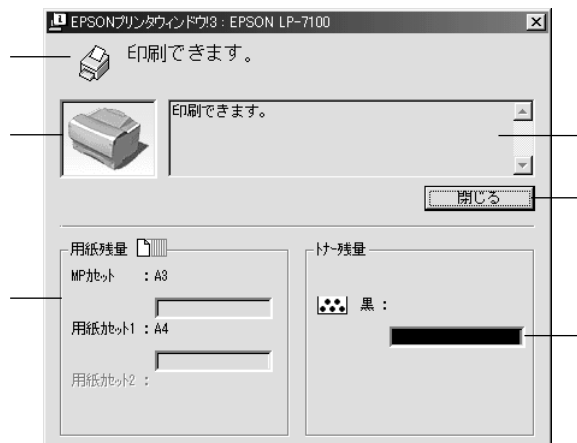 EPSONプリンタウィンドウ!3 : EPSON LP-7100
印刷できます。
印刷できます。
閉じる
用紙残量
MPカセット : A3
用紙カセット1 : A4
用紙カセット2 :
トナー残量
黒 :